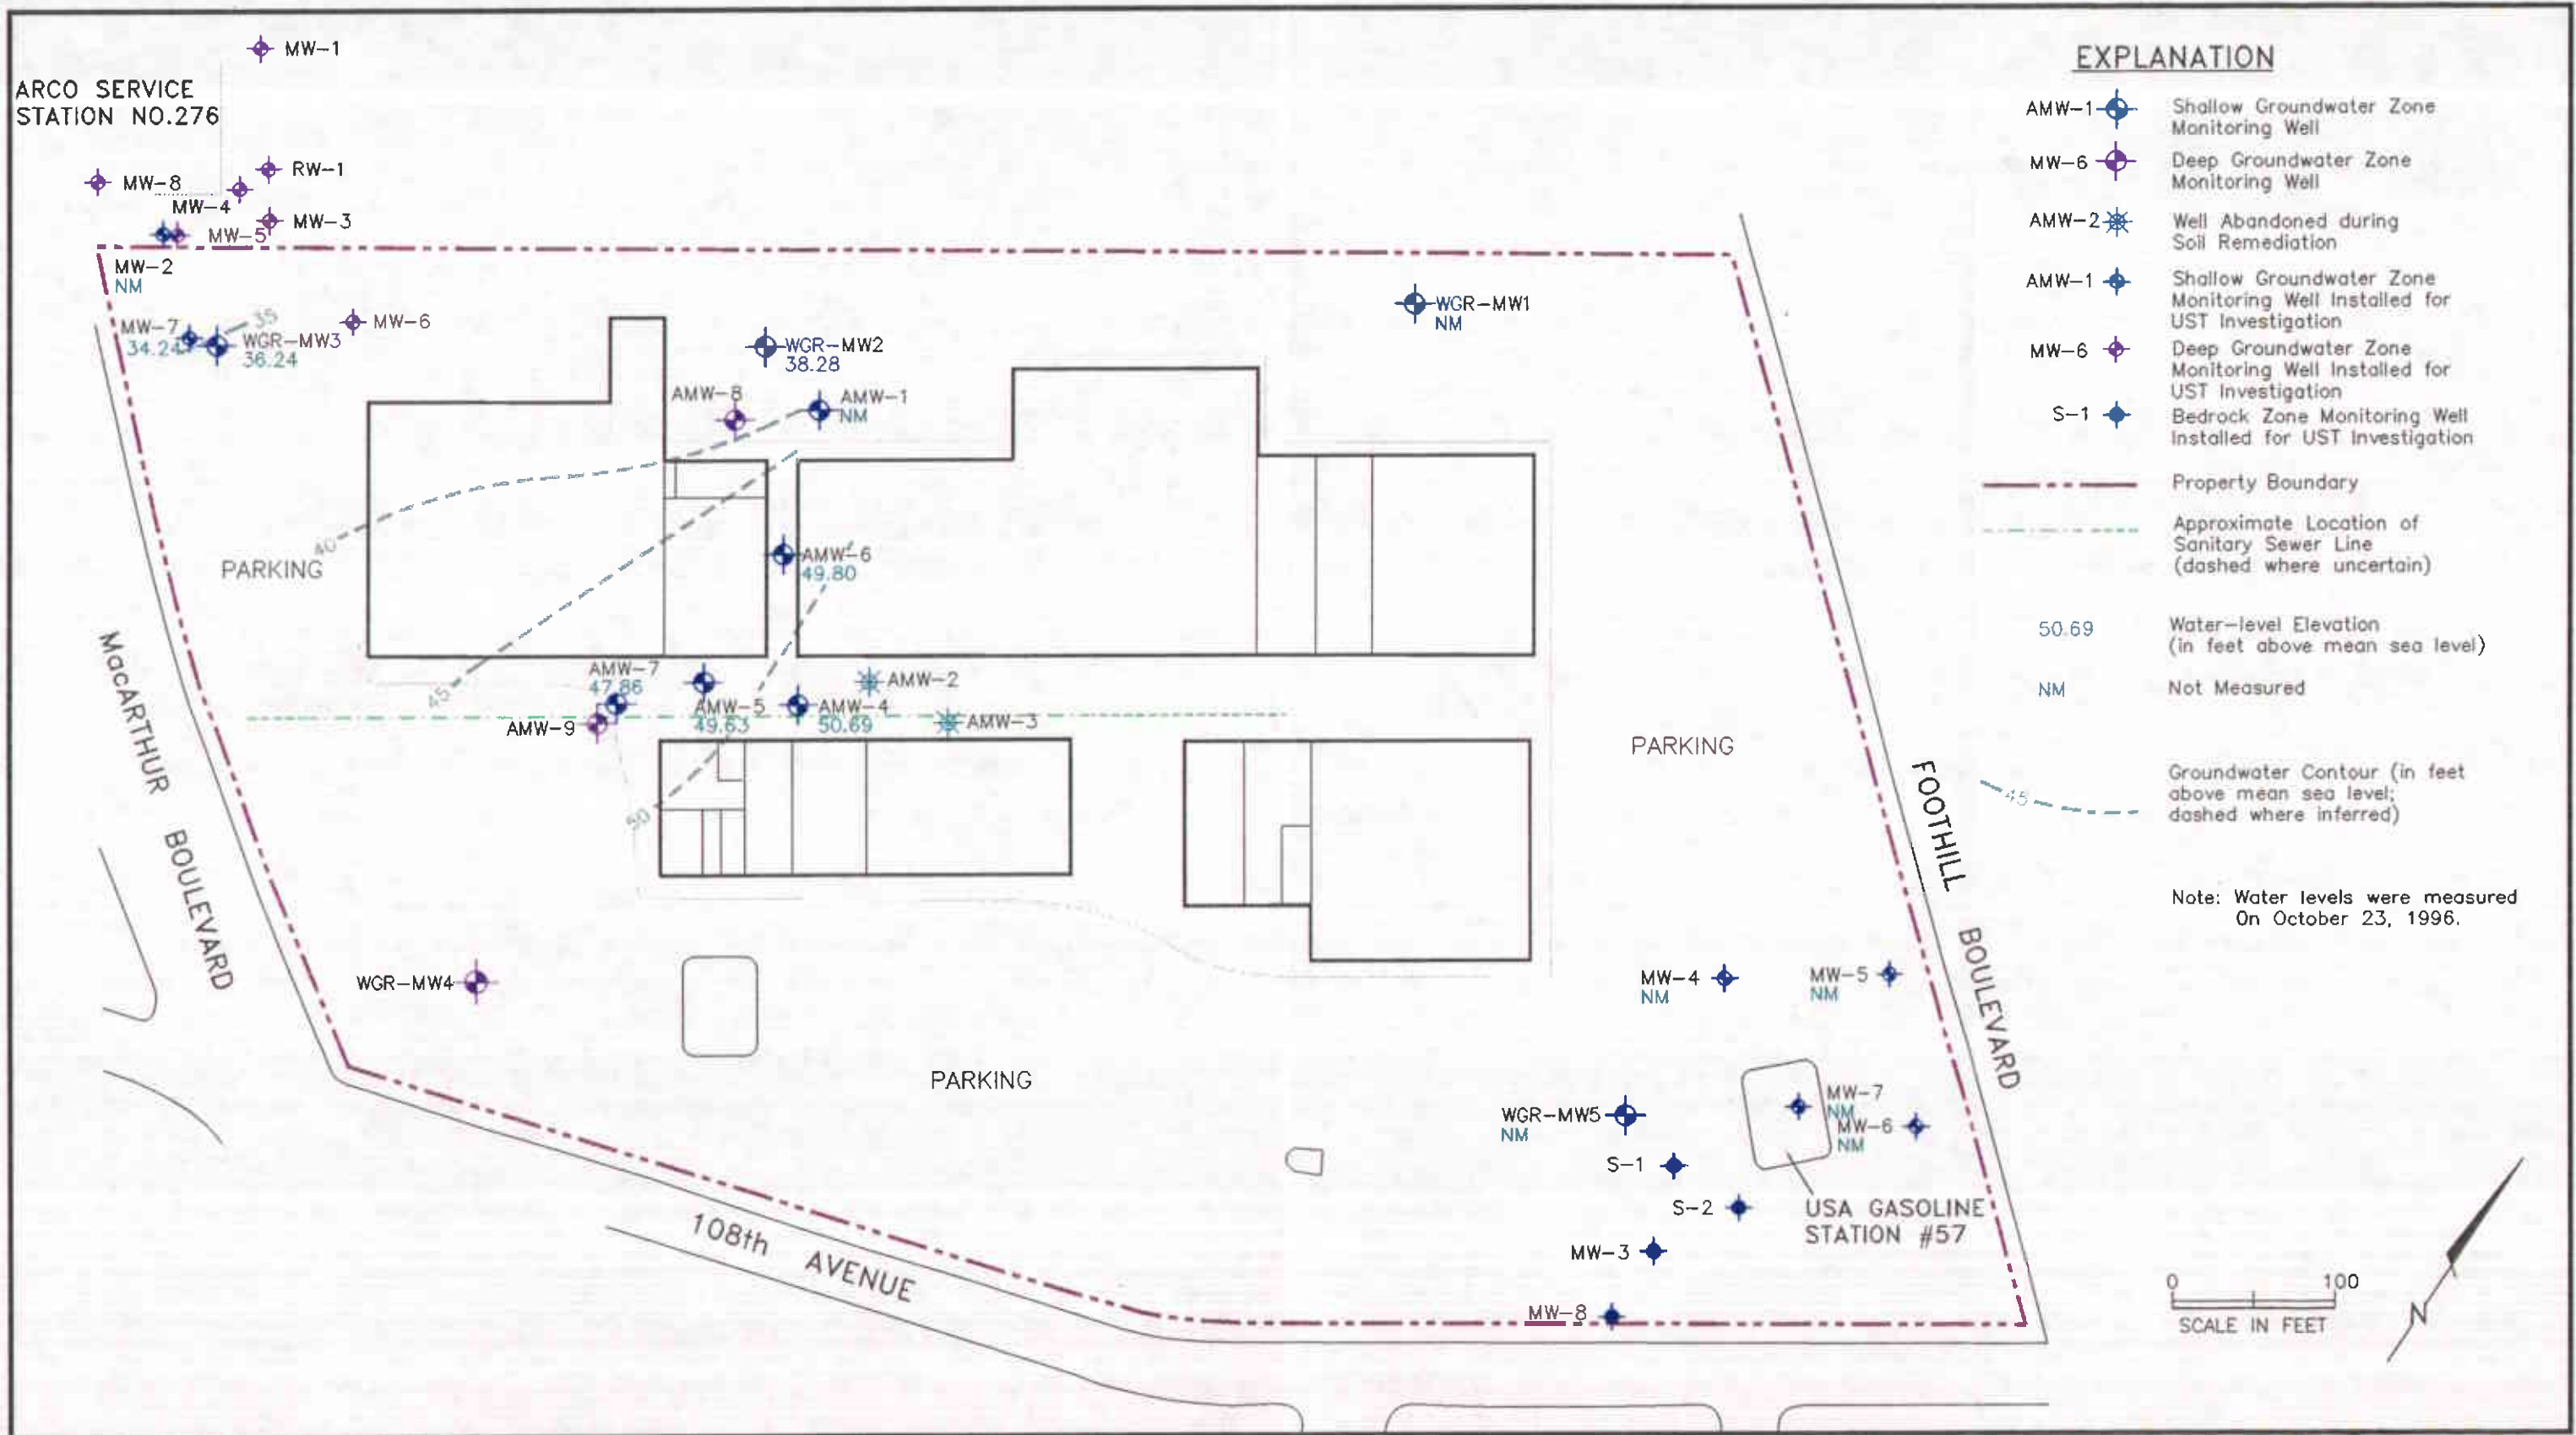 MW-1
ARCO SERVICE
STATION NO.276
RW-1
MW-8
MW-4
MW-3
MW-5
MW-2
NM
MW-7
34.24
35
WGR-MW3
36.24
MW-6
WGR-MW2
38.28
WGR-MW1
NM
AMW-8
AMW-1
NM
40
PARKING
AMW-6
49.80
45
AMW-7
47.86
AMW-9
AMW-5
49.63
AMW-4
50.69
AMW-2
AMW-3
50
PARKING
MacARTHUR BOULEVARD
FOOTHILL BOULEVARD
WGR-MW4
PARKING
MW-4
NM
MW-5
NM
WGR-MW5
NM
MW-7
NM
MW-6
NM
S-1
S-2
USA GASOLINE
STATION #57
MW-3
MW-8
108th AVENUE
EXPLANATION
AMW-1 Shallow Groundwater Zone
Monitoring Well
MW-6 Deep Groundwater Zone
Monitoring Well
AMW-2 Well Abandoned during
Soil Remediation
AMW-1 Shallow Groundwater Zone
Monitoring Well Installed for
UST Investigation
MW-6 Deep Groundwater Zone
Monitoring Well Installed for
UST Investigation
S-1 Bedrock Zone Monitoring Well
Installed for UST Investigation
Property Boundary
Approximate Location of
Sanitary Sewer Line
(dashed where uncertain)
50.69 Water-level Elevation
(in feet above mean sea level)
NM Not Measured
45 Groundwater Contour (in feet
above mean sea level;
dashed where inferred)
Note: Water levels were measured
On October 23, 1996.
0 100
SCALE IN FEET
N